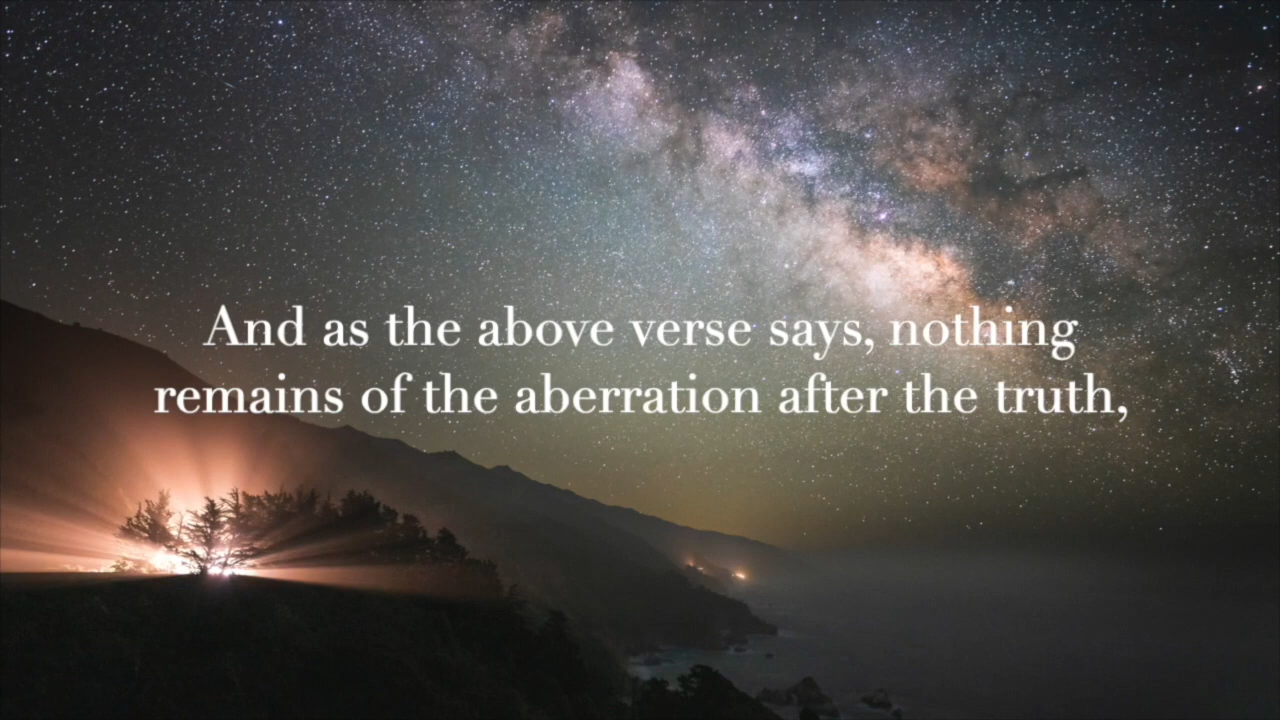 And as the above verse says, nothing
remains of the aberration after the truth,